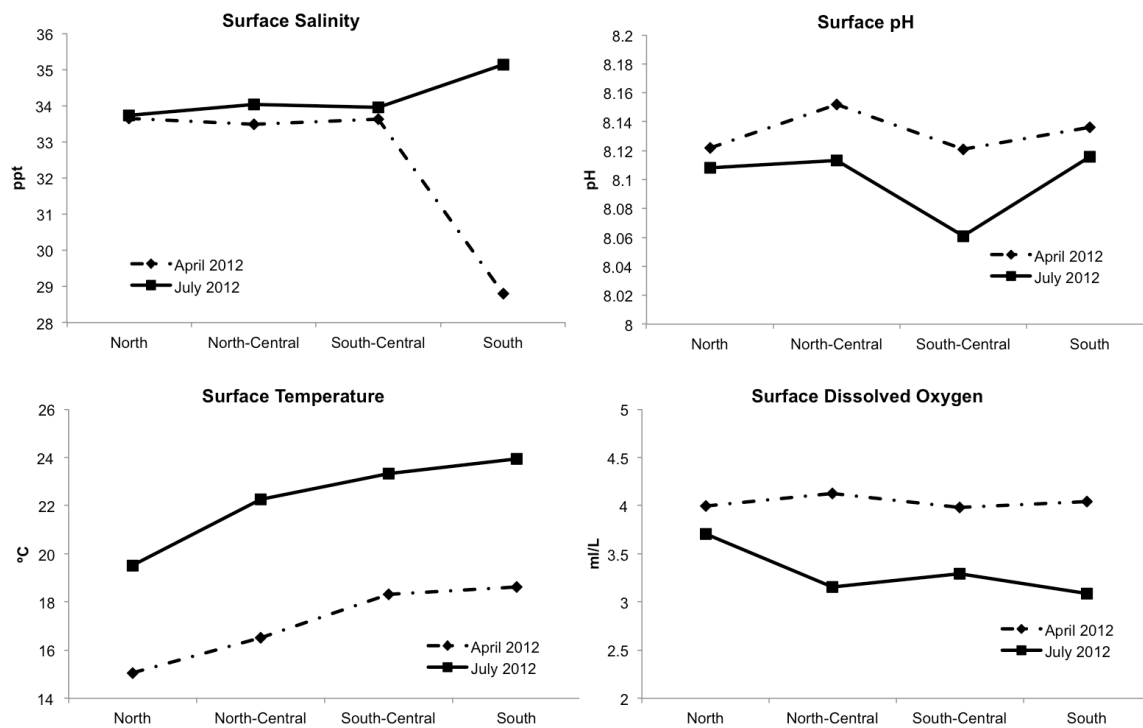 Surface Salinity
36
35
34
33
32
31
30
29
28
ppt
April 2012
July 2012
North North-Central South-Central South
Surface pH
8.2
8.18
8.16
8.14
8.12
8.1
8.08
8.06
8.04
8.02
8
pH
April 2012
July 2012
North North-Central South-Central South
Surface Temperature
26
24
22
20
18
16
14
ºC
April 2012
July 2012
North North-Central South-Central South
Surface Dissolved Oxygen
5
4.5
4
3.5
3
2.5
2
ml/L
April 2012
July 2012
North North-Central South-Central South